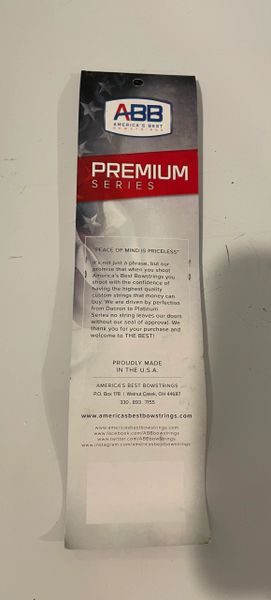 ABB
AMERICA'S BEST
BOWSTRINGS
PREMIUM
SERIES
"PEACE OF MIND IS PRICELESS"
It's not just a phrase, but our
promise that when you shoot
America's Best Bowstrings you
shoot with the confidence of
having the highest quality
custom strings that money can
buy. We are driven by perfection
from Dacron to Platinum
Series no string leaves our doors
without our seal of approval. We
thank you for your purchase and
welcome to THE BEST!
PROUDLY MADE
IN THE U.S.A.
AMERICA'S BEST BOWSTRINGS
P.O. Box 178 | Walnut Creek, OH 44687
330 . 893 . 7155
www.americasbestbowstrings.com
www.americasbestbowstrings.com
www.facebook.com/ABBbowstrings
www.twitter.com/ABBbowstrings
www.instagram.com/americasbestbowstrings